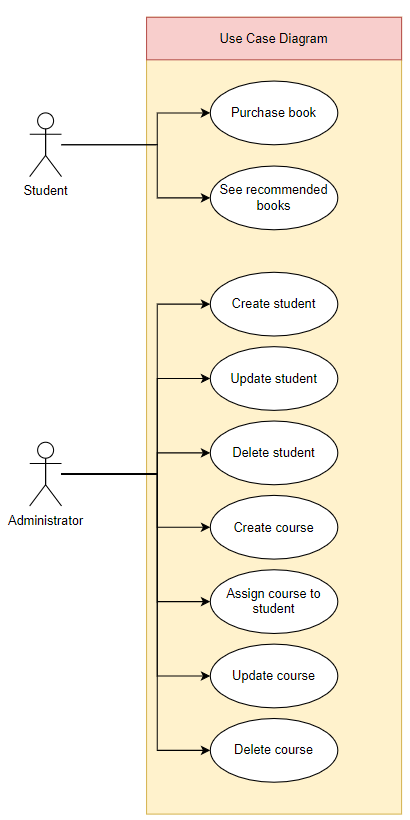 Use Case Diagram
Purchase book
Student
See recommended
books
Create student
Update student
Delete student
Administrator
Create course
Assign course to
student
Update course
Delete course